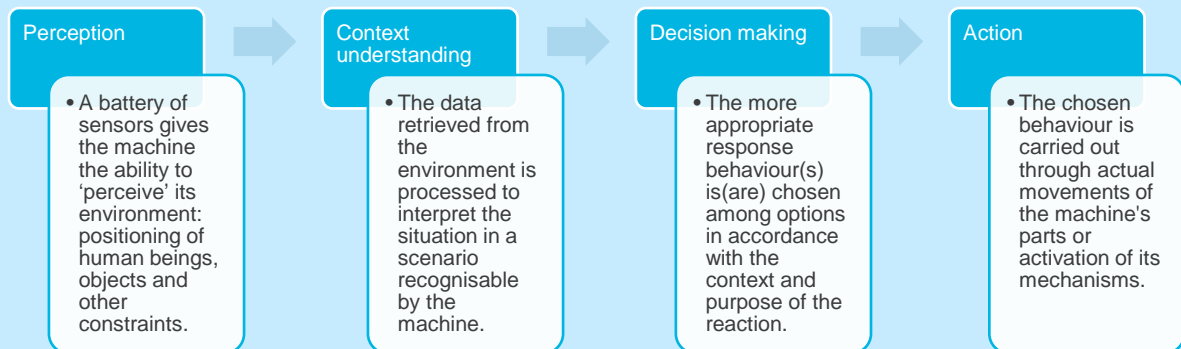 Perception
• A battery of
sensors gives
the machine
the ability to
‘perceive’ its
environment:
positioning of
human beings,
objects and
other
constraints.
Context
understanding
• The data
retrieved from
the
environment is
processed to
interpret the
situation in a
scenario
recognisable
by the
machine.
Decision making
• The more
appropriate
response
behaviour(s)
is(are) chosen
among options
in accordance
with the
context and
purpose of the
reaction.
Action
• The chosen
behaviour is
carried out
through actual
movements of
the machine's
parts or
activation of its
mechanisms.